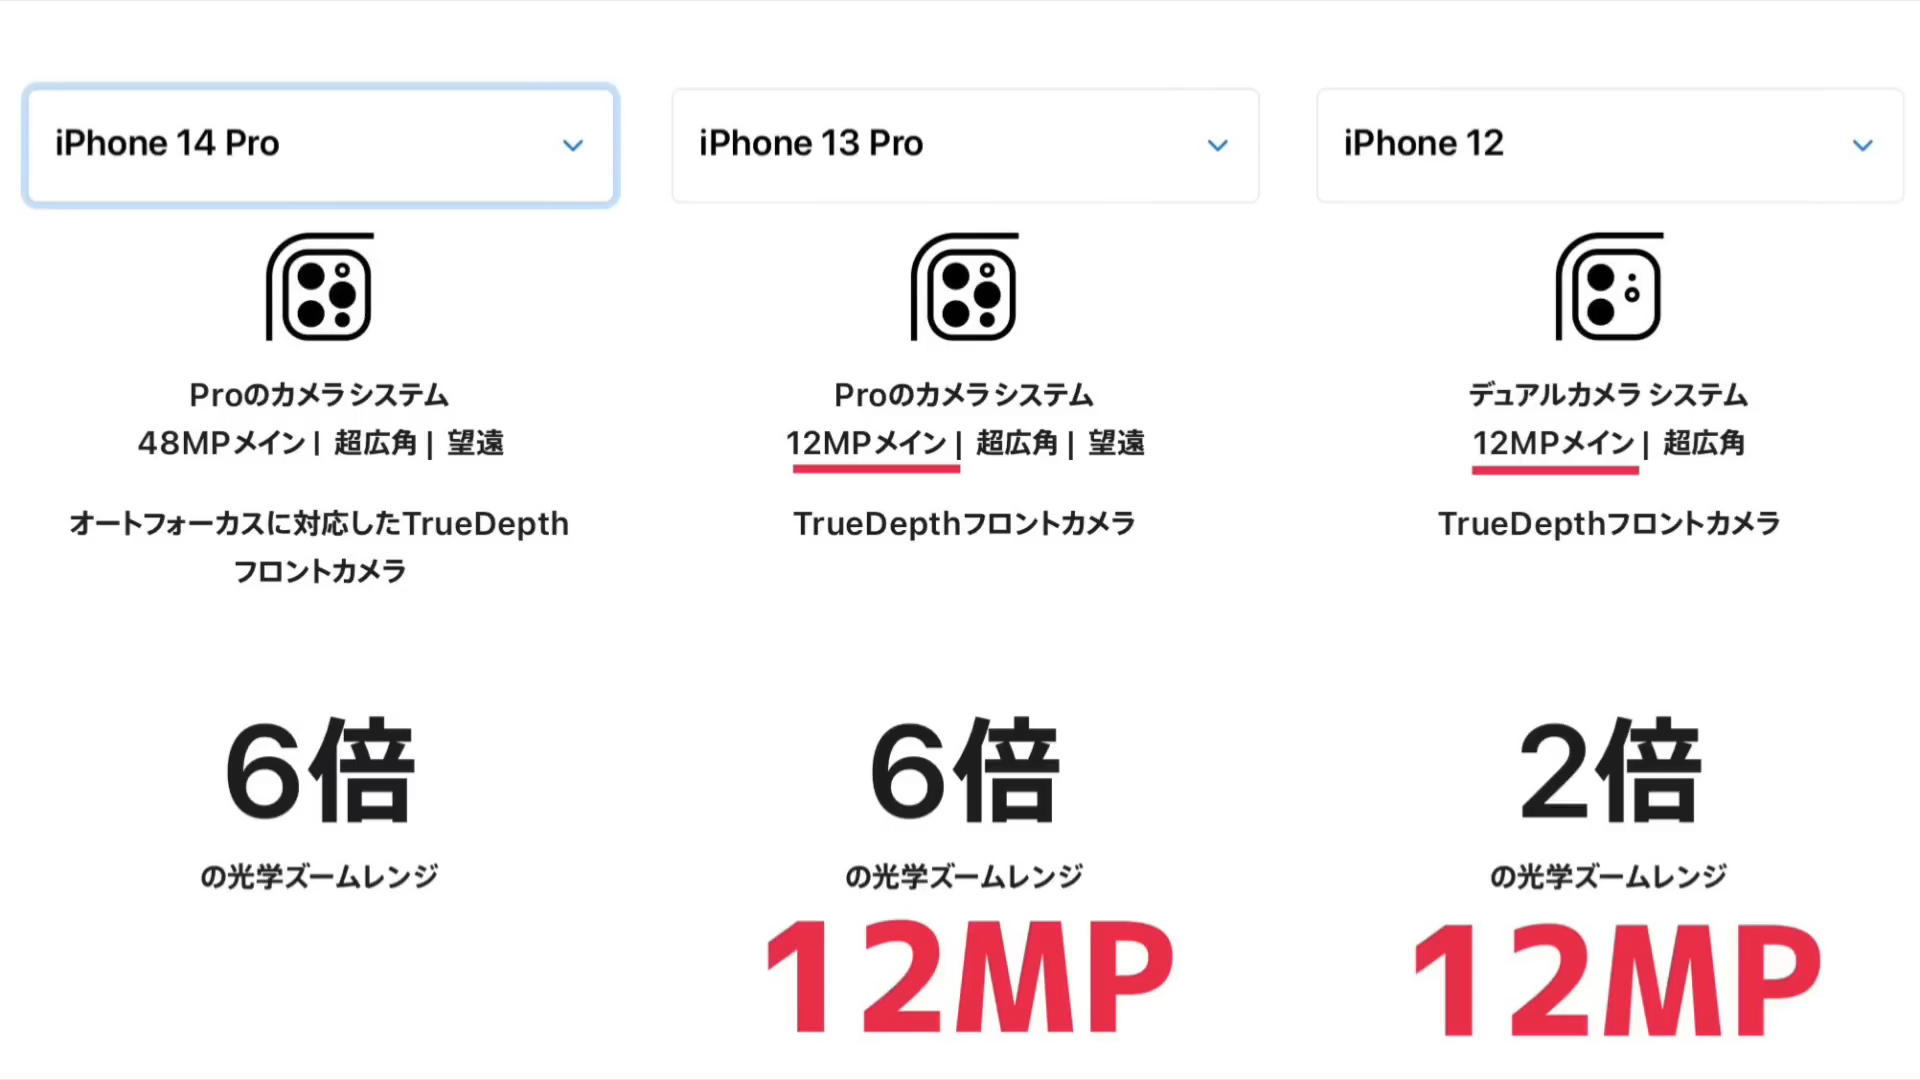 iPhone 14 Pro
Proのカメラシステム
48MPメイン | 超広角 | 望遠
オートフォーカスに対応したTrueDepth
フロントカメラ
6倍
の光学ズームレンジ
iPhone 13 Pro
Proのカメラシステム
12MPメイン | 超広角 | 望遠
TrueDepthフロントカメラ
6倍
の光学ズームレンジ
12MP
iPhone 12
デュアルカメラ システム
12MPメイン | 超広角
TrueDepthフロントカメラ
2倍
の光学ズームレンジ
12MP